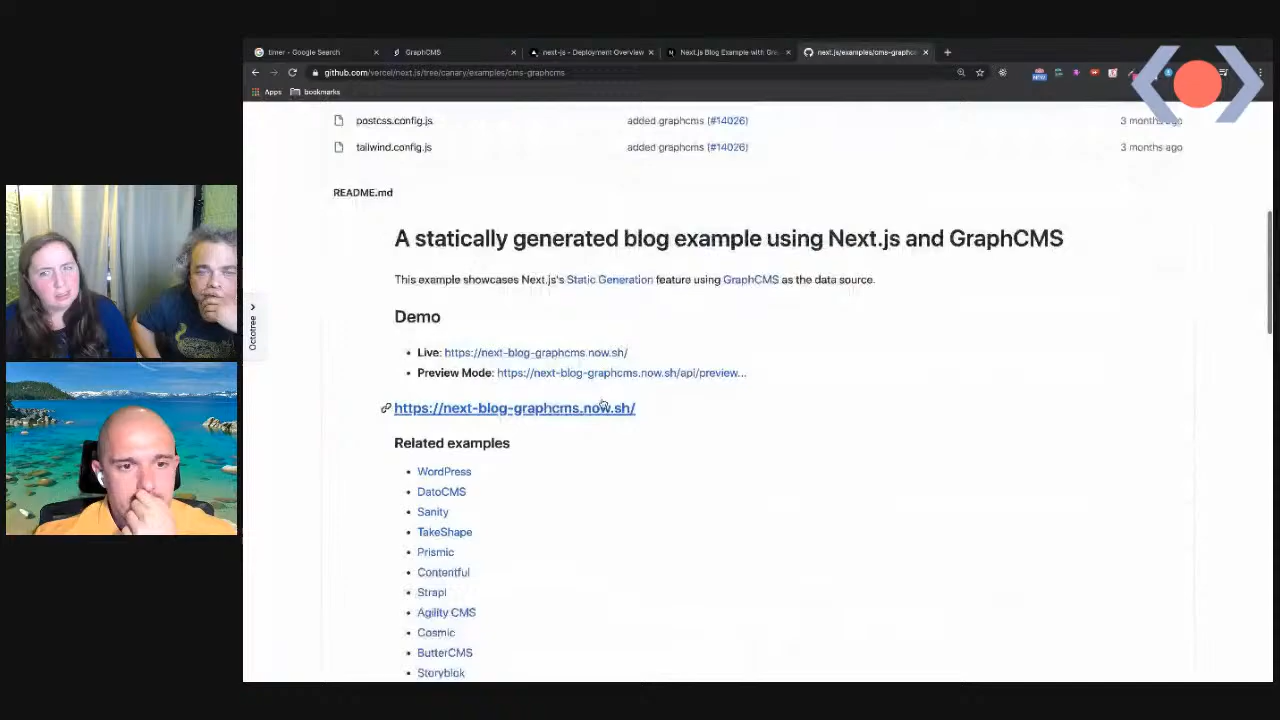 timer - Google Search
GraphCMS
next-js - Deployment Overview
Next.js Blog Example with Gra
next.js/examples/cms-graphcm
github.com/vercel/next.js/tree/canary/examples/cms-graphcms
Apps
bookmarks
postcss.config.js
added graphcms (#14026)
3 months ago
tailwind.config.js
added graphcms (#14026)
3 months ago
README.md
A statically generated blog example using Next.js and GraphCMS
This example showcases Next.js's Static Generation feature using GraphCMS as the data source.
Demo
Live: https://next-blog-graphcms.now.sh/
Preview Mode: https://next-blog-graphcms.now.sh/api/preview...
https://next-blog-graphcms.now.sh/
Related examples
WordPress
DatoCMS
Sanity
TakeShape
Prismic
Contentful
Strapi
Agility CMS
Cosmic
ButterCMS
Storyblok
Octotree